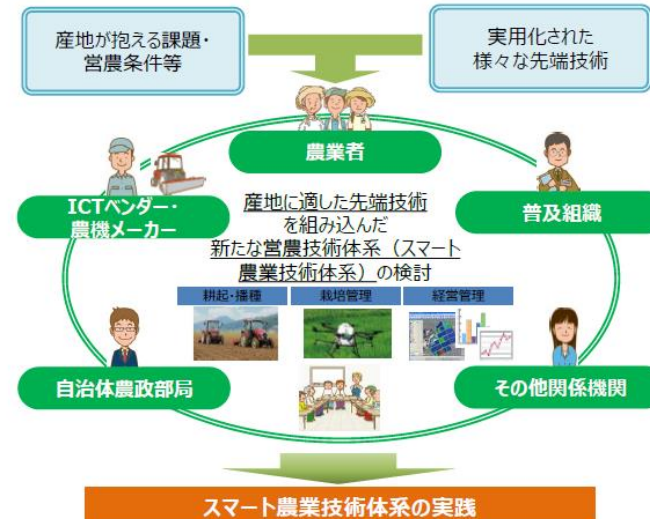 産地が抱える課題・
営農条件等
実用化された
様々な先端技術
農業者
ICTベンダー・
農機メーカー
普及組織
産地に適した先端技術
を組み込んだ
新たな営農技術体系（スマート
農業技術体系）の検討
耕起・播種
栽培管理
経営管理
自治体農政部局
その他関係機関
スマート農業技術体系の実践